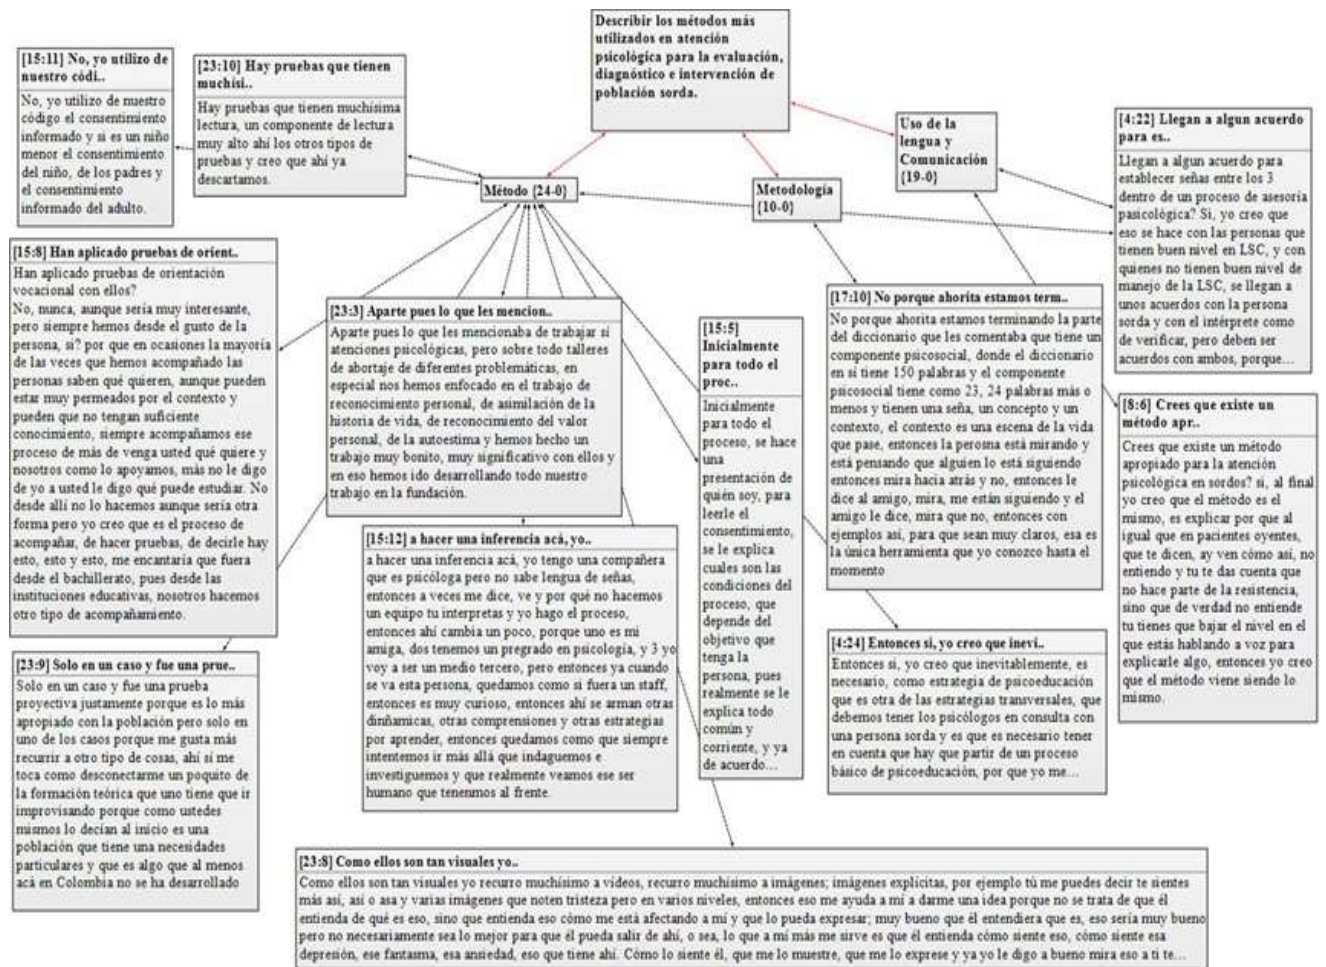 Describir los métodos más
utilizados en atención
psicológica para la evaluación,
diagnóstico e intervención de
población sorda.
[15:11] No, yo utilizo de
nuestro códi..
No, yo utilizo de nuestro
código el consentimiento
informado y si es un niño
menor el consentimiento
del niño, de los padres y
el consentimiento
informado del adulto.
[23:10] Hay pruebas que tienen
muchísi..
Hay pruebas que tienen
muchísima lectura, un
componente de lectura
muy alto ahí los otros tipos de
pruebas y creo que ahí ya
descartamos.
Método {24-0}
Metodología
{10-0}
Uso de la
lengua y
Comunicación
{19-0}
[4:22] Llegan a algun acuerdo
para es..
Llegan a algun acuerdo para
establecer señas entre los 3
dentro de un proceso de asesoría
pasicológica? Si, yo creo que
eso se hace con las personas que
tienen buen nivel en LSC, y con
quienes no tienen buen nivel de
manejo de la LSC, se llegan a
unos acuerdos con la persona
sorda y con el intérprete como
de verificar, pero deben ser
acuerdos con ambos, porque...
[15:8] Han aplicado pruebas de orient..
Han aplicado pruebas de orientación
vocacional con ellos?
No, nunca, aunque sería muy interesante,
pero siempre hemos desde el gusto de la
persona, si? por que en ocasiones la mayoría
de las veces que hemos acompañado las
personas saben qué quieren, aunque pueden
estar muy permeados por el contexto y
pueden que no tengan suficiente
conocimiento, siempre acompañamos ese
proceso de más de venga usted qué quiere y
nosotros como lo apoyamos, más no le digo
de yo a usted le digo qué puede estudiar. No
desde allí no lo hacemos aunque sería otra
forma pero yo creo que es el proceso de
acompañar, de hacer pruebas, de decirle hay
esto, esto y esto, me encantaría que fuera
desde el bachillerato, pues desde las
instituciones educativas, nosotros hacemos
otro tipo de acompañamiento.
[23:3] Aparte pues lo que les mencion..
Aparte pues lo que les mencionaba de trabajar sí
atenciones psicológicas, pero sobre todo talleres
de abortaje de diferentes problemáticas, en
especial nos hemos enfocado en el trabajo de
reconocimiento personal, de asimilación de la
historia de vida, de reconocimiento del valor
personal, de la autoestima y hemos hecho un
trabajo muy bonito, muy significativo con ellos y
en eso hemos ido desarrollando todo nuestro
trabajo en la fundación.
[15:5]
Inicialmente
para todo el
proc..
Inicialmente
para todo el
proceso, se hace
una
presentación de
quién soy, para
leerle el
consentimiento,
se le explica
cuales son las
condiciones del
proceso, que
depende del
objetivo que
tenga la
persona, pues
realmente se le
explica todo
común y
corriente, y ya
de acuerdo...
[17:10] No porque ahorita estamos term..
No porque ahorita estamos terminando la parte
del diccionario que les comentaba que tiene un
componente psicosocial, donde el diccionario
en sí tiene 150 palabras y el componente
psicosocial tiene como 23, 24 palabras más o
menos y tienen una seña, un concepto y un
contexto, el contexto es una escena de la vida
que pase, entonces la perosna está mirando y
está pensando que alguien lo está siguiendo
entonces mira hacia atrás y no, entonces le
dice al amigo, mira, me están siguiendo y el
amigo le dice, mira que no, entonces con
ejemplos así, para que sean muy claros, esa es
la única herramienta que yo conozco hasta el
momento
[8:6] Crees que existe un
método apr..
Crees que existe un método
apropiado para la atención
psicológica en sordos? si, al final
yo creo que el método es el
mismo, es explicar por que al
igual que en pacientes oyentes,
que te dicen, ay ven cómo así, no
entiendo y tu te das cuenta que
no hace parte de la resistencia,
sino que de verdad no entiende
tu tienes que bajar el nivel en el
que estás hablando a voz para
explicarle algo, entonces yo creo
que el método viene siendo lo
mismo.
[15:12] a hacer una inferencia acá, yo..
a hacer una inferencia acá, yo tengo una compañera
que es psicóloga pero no sabe lengua de señas,
entonces a veces me dice, ve y por qué no hacemos
un equipo tu interpretas y yo hago el proceso,
entonces ahí cambia un poco, porque uno es mi
amiga, dos tenemos un pregrado en psicología, y 3 yo
voy a ser un medio tercero, pero entonces ya cuando
se va esta persona, quedamos como si fuera un staff,
entonces es muy curioso, entonces ahí se arman otras
dinñamicas, otras comprensiones y otras estrategias
por aprender, entonces quedamos como que siempre
intentemos ir más allá que indaguemos e
investiguemos y que realmente veamos ese ser
humano que tenenmos al frente.
[4:24] Entonces si, yo creo que inevi..
Entonces si, yo creo que inevitablemente, es
necesario, como estrategia de psicoeducación
que es otra de las estrategias transversales, que
debemos tener los psicólogos en consulta con
una persona sorda y es que es necesario tener
en cuenta que hay que partir de un proceso
básico de psicoeducación, por que yo me...
[23:9] Solo en un caso y fue una prue..
Solo en un caso y fue una prueba
proyectiva justamente porque es lo más
apropiado con la población pero solo en
uno de los casos porque me gusta más
recurrir a otro tipo de cosas, ahí sí me
toca como desconectarme un poquito de
la formación teórica que uno tiene que ir
improvisando porque como ustedes
mismos lo decían al inicio es una
población que tiene una necesidades
particulares y que es algo que al menos
acá en Colombia no se ha desarrollado
[23:8] Como ellos son tan visuales yo..
Como ellos son tan visuales yo recurro muchísimo a vídeos, recurro muchísimo a imágenes; imágenes explícitas, por ejemplo tú me puedes decir te sientes
más así, así o asa y varias imágenes que noten tristeza pero en varios niveles, entonces eso me ayuda a mí a darme una idea porque no se trata de que él
entienda de qué es eso, sino que entienda eso cómo me está afectando a mí y que lo pueda expresar; muy bueno que él entendiera que es, eso sería muy bueno
pero no necesariamente sea lo mejor para que él pueda salir de ahí, o sea, lo que a mí más me sirve es que él entienda cómo siente eso, cómo siente esa
depresión, ese fantasma, esa ansiedad, eso que tiene ahí. Cómo lo siente él, que me lo muestre, que me lo exprese y ya yo le digo a bueno mira eso a ti te...